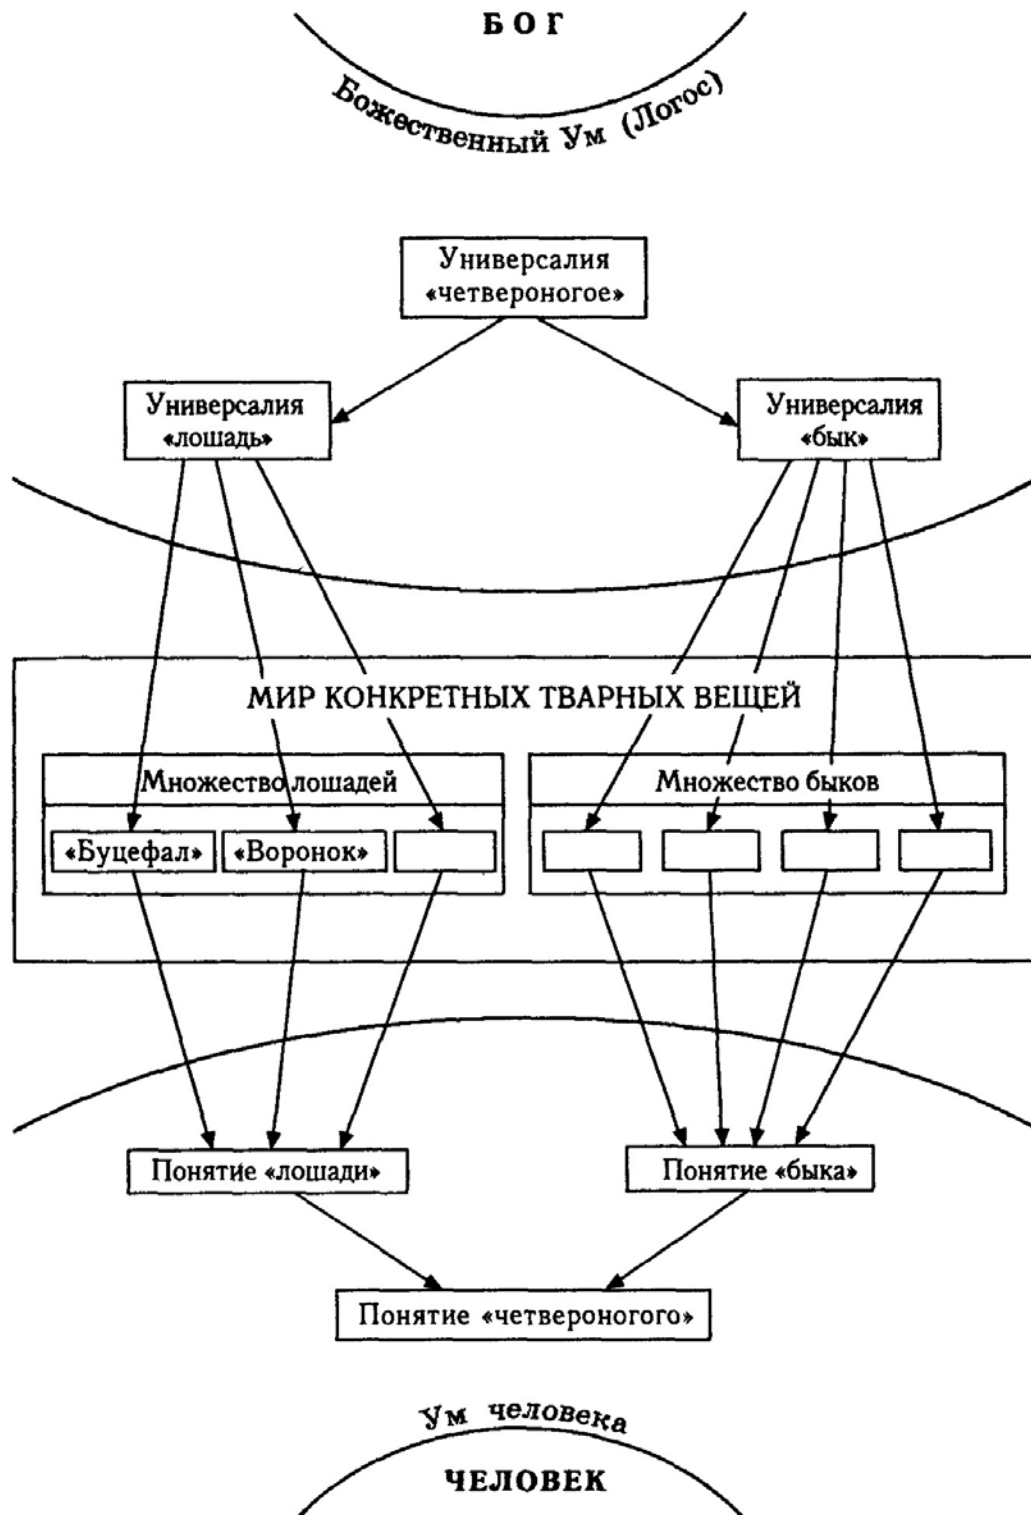 БОГ
Божественный Ум (Логос)
Универсалия
«четвероногое»
Универсалия
«лошадь»
Универсалия
«бык»
МИР КОНКРЕТНЫХ ТВАРНЫХ ВЕЩЕЙ
Множество лошадей
Множество быков
«Буцефал»
«Воронок»
Понятие «лошади»
Понятие «быка»
Понятие «четвероногого»
Ум человека
ЧЕЛОВЕК